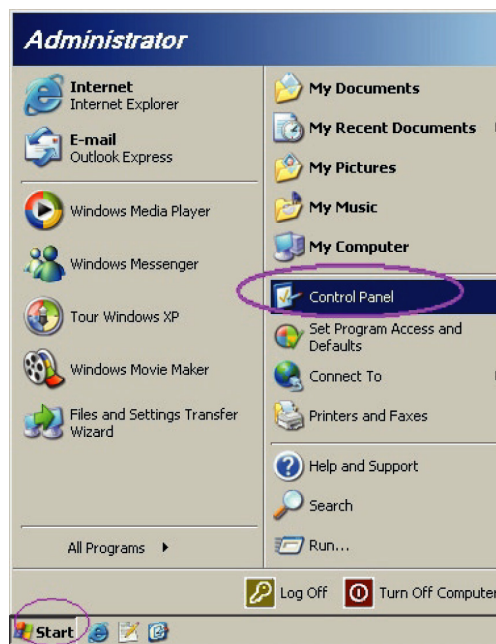 Administrator
Internet
Internet Explorer
E-mail
Outlook Express
Windows Media Player
Windows Messenger
Tour Windows XP
Windows Movie Maker
Files and Settings Transfer
Wizard
All Programs
My Documents
My Recent Documents
My Pictures
My Music
My Computer
Control Panel
Set Program Access and
Defaults
Connect To
Printers and Faxes
Help and Support
Search
Run...
Log Off
Turn Off Computer
Start